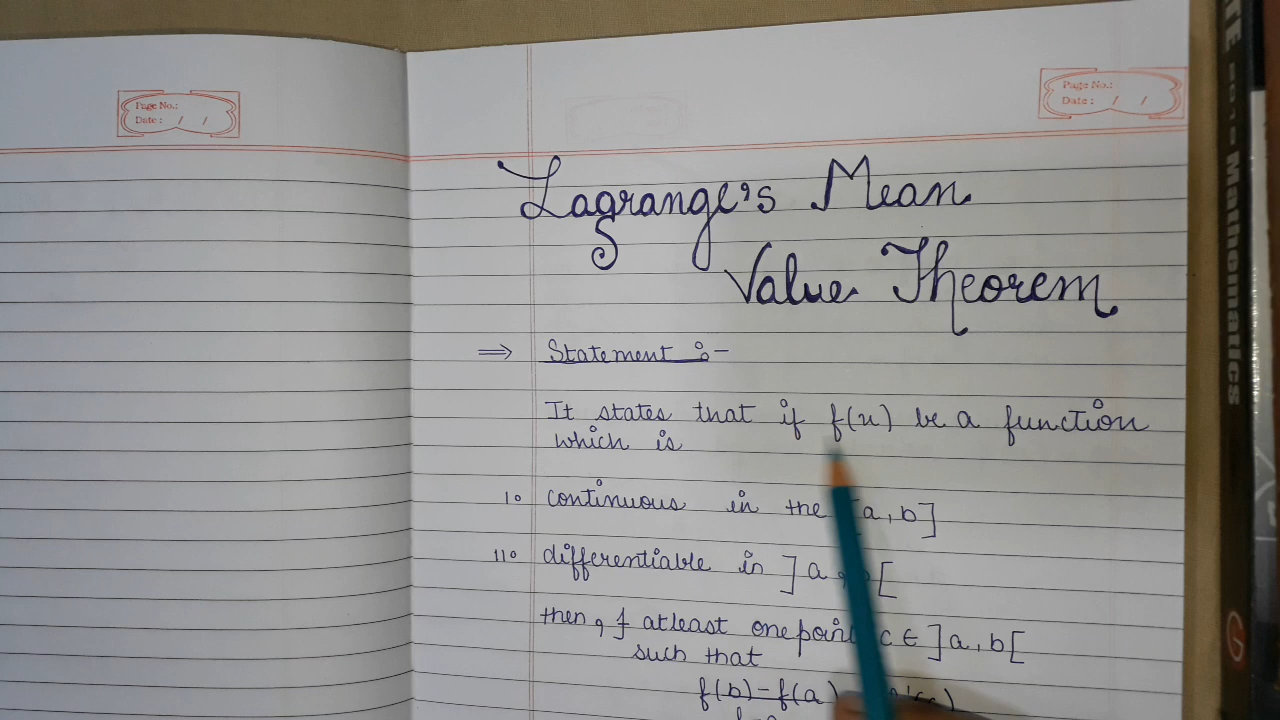 Page No.:
Date: / /
Page No.:
Date: / /
Lagrange's Mean
Value Theorem
⇒ Statement :-
It states that if f(x) be a function
which is
i. continuous in the [a, b]
ii. differentiable in ]a, b[
then, ∃ atleast one point c ∈ ]a, b[
such that
f(b)-f(a)
Mathematics